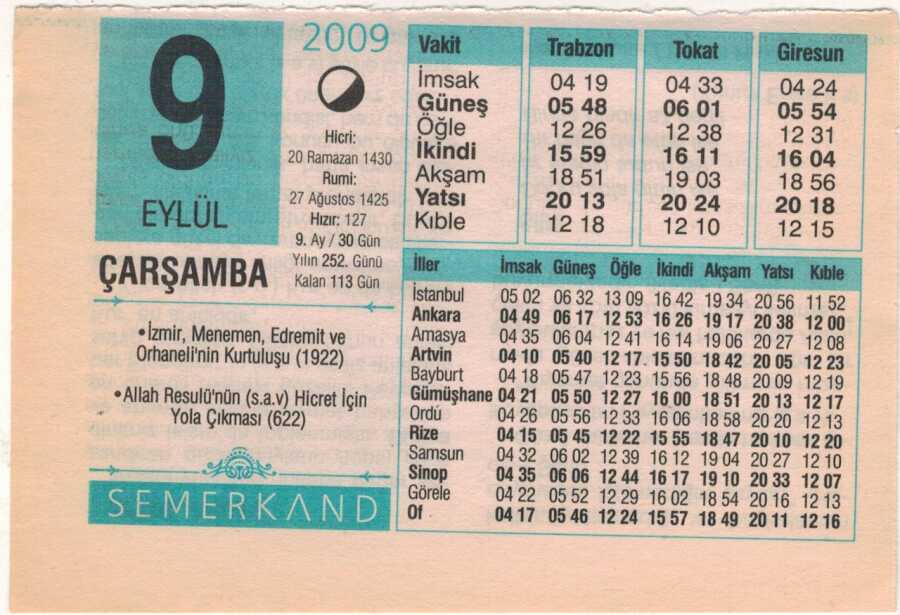 9
EYLÜL
ÇARŞAMBA
2009
Hicri:
20 Ramazan 1430
Rumi:
27 Ağustos 1425
Hızır: 127
9. Ay / 30 Gün
Yılın 252. Günü
Kalan 113 Gün
•İzmir, Menemen, Edremit ve
Orhaneli'nin Kurtuluşu (1922)
•Allah Resulü'nün (s.a.v) Hicret İçin
Yola Çıkması (622)
SEMERKAND
Vakit Trabzon Tokat Giresun
İmsak 04 19 04 33 04 24
Güneş 05 48 06 01 05 54
Öğle 12 26 12 38 12 31
İkindi 15 59 16 11 16 04
Akşam 18 51 19 03 18 56
Yatsı 20 13 20 24 20 18
Kıble 12 18 12 10 12 15
İller İmsak Güneş Öğle İkindi Akşam Yatsı Kıble
İstanbul 05 02 06 32 13 09 16 42 19 34 20 56 11 52
Ankara 04 49 06 17 12 53 16 26 19 17 20 38 12 00
Amasya 04 35 06 04 12 41 16 14 19 06 20 27 12 08
Artvin 04 10 05 40 12 17 15 50 18 42 20 05 12 23
Bayburt 04 18 05 47 12 23 15 56 18 48 20 09 12 19
Gümüşhane 04 21 05 50 12 27 16 00 18 51 20 13 12 17
Ordu 04 26 05 56 12 33 16 06 18 58 20 20 12 13
Rize 04 15 05 45 12 22 15 55 18 47 20 10 12 20
Samsun 04 32 06 02 12 39 16 12 19 04 20 27 12 10
Sinop 04 35 06 06 12 44 16 17 19 10 20 33 12 07
Görele 04 22 05 52 12 29 16 02 18 54 20 16 12 13
Of 04 17 05 46 12 24 15 57 18 49 20 11 12 16